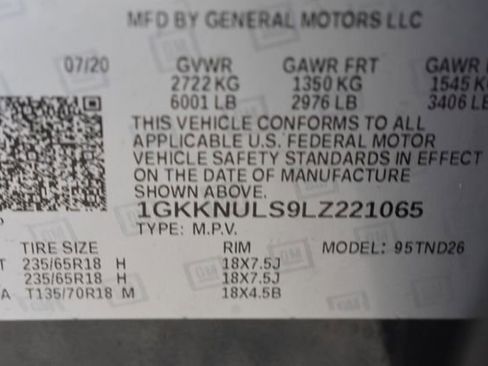 MFD BY GENERAL MOTORS LLC
07/20 GVWR GAWR FRT GAWR
2722 KG 1350 KG 1545 KG
6001 LB 2976 LB 3406 LB
THIS VEHICLE CONFORMS TO ALL
APPLICABLE U.S. FEDERAL MOTOR
VEHICLE SAFETY STANDARDS IN EFFECT
ON THE DATE OF MANUFACTURE
SHOWN ABOVE.
1GKKNULS9LZ221065
TYPE: M.P.V.
TIRE SIZE RIM MODEL: 95TND26
T 235/65R18 H 18X7.5J
235/65R18 H 18X7.5J
A T135/70R18 M 18X4.5B